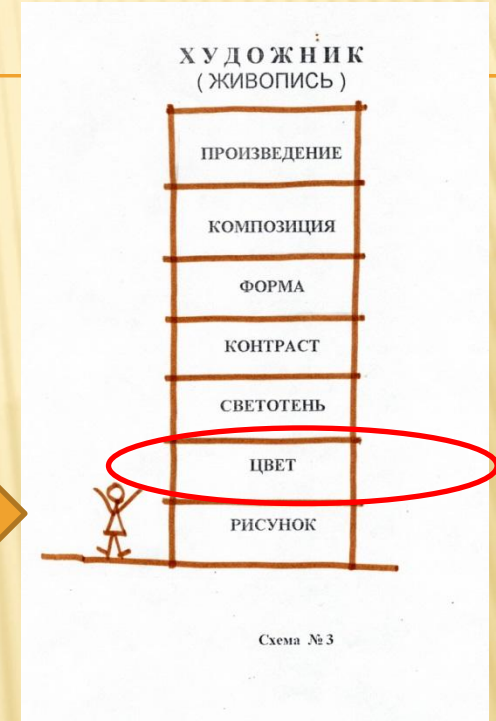 ХУДОЖНИК
(ЖИВОПИСЬ)
ПРОИЗВЕДЕНИЕ
КОМПОЗИЦИЯ
ФОРМА
КОНТРАСТ
СВЕТОТЕНЬ
ЦВЕТ
РИСУНОК
Схема № 3